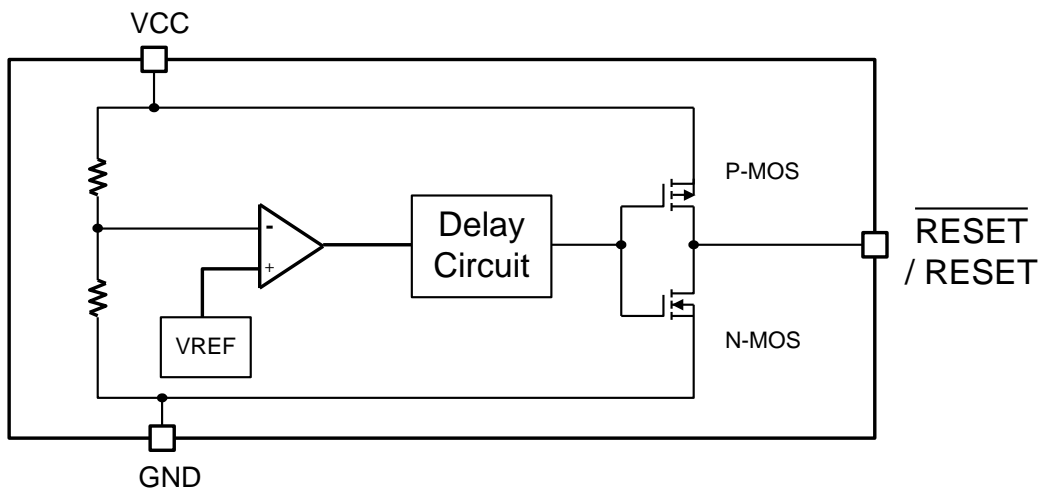 VCC
P-MOS
-
Delay
Circuit
RESET
/ RESET
+
VREF
N-MOS
GND